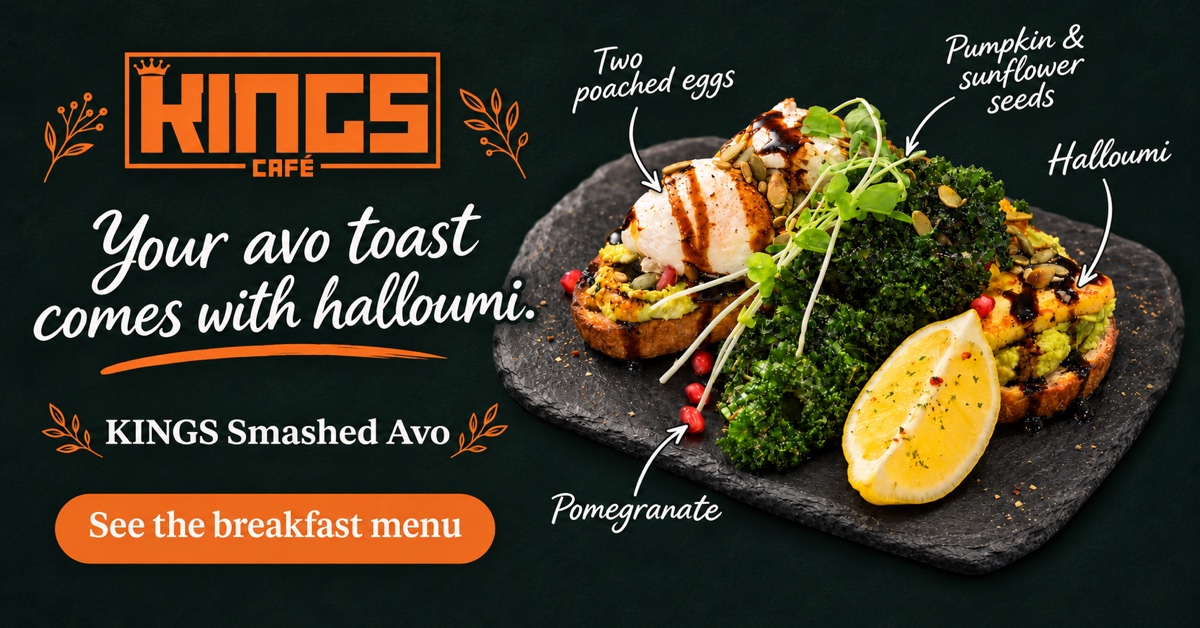 KINGS
CAFÉ
Your avo toast
comes with halloumi.
KINGS Smashed Avo
See the breakfast menu
Two
poached eggs
Pumpkin &
sunflower
seeds
Halloumi
Pomegranate